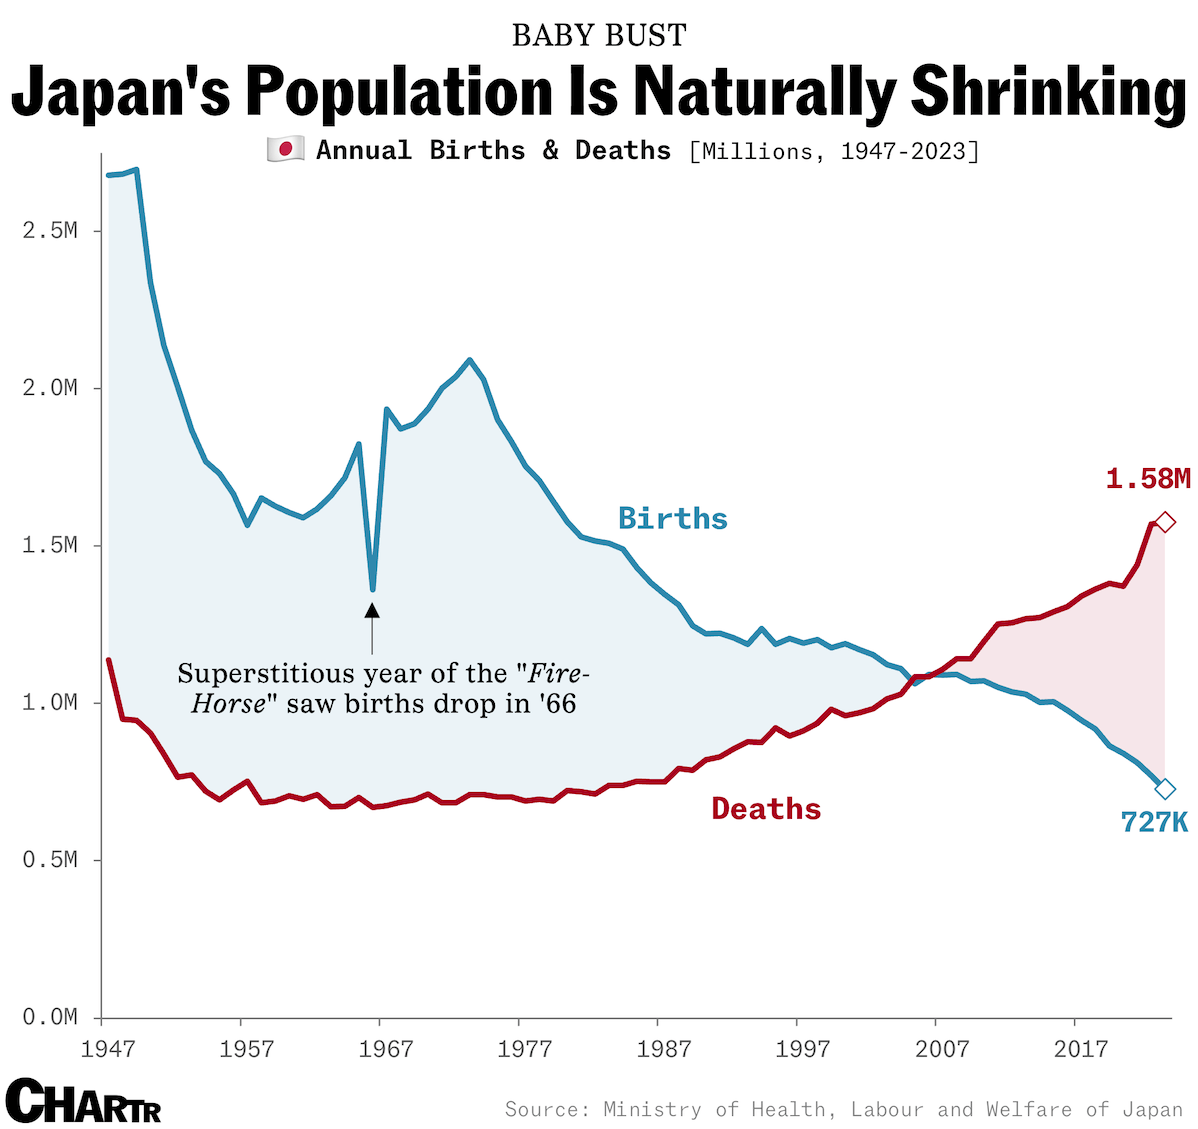 BABY BUST
Japan's Population Is Naturally Shrinking
Annual Births & Deaths [Millions, 1947-2023]
2.5M
2.0M
1.5M
1.0M
0.5M
0.0M
Births
1.58M
Superstitious year of the "Fire-
Horse" saw births drop in '66
Deaths
727K
1947 1957 1967 1977 1987 1997 2007 2017
CHARTR
Source: Ministry of Health, Labour and Welfare of Japan